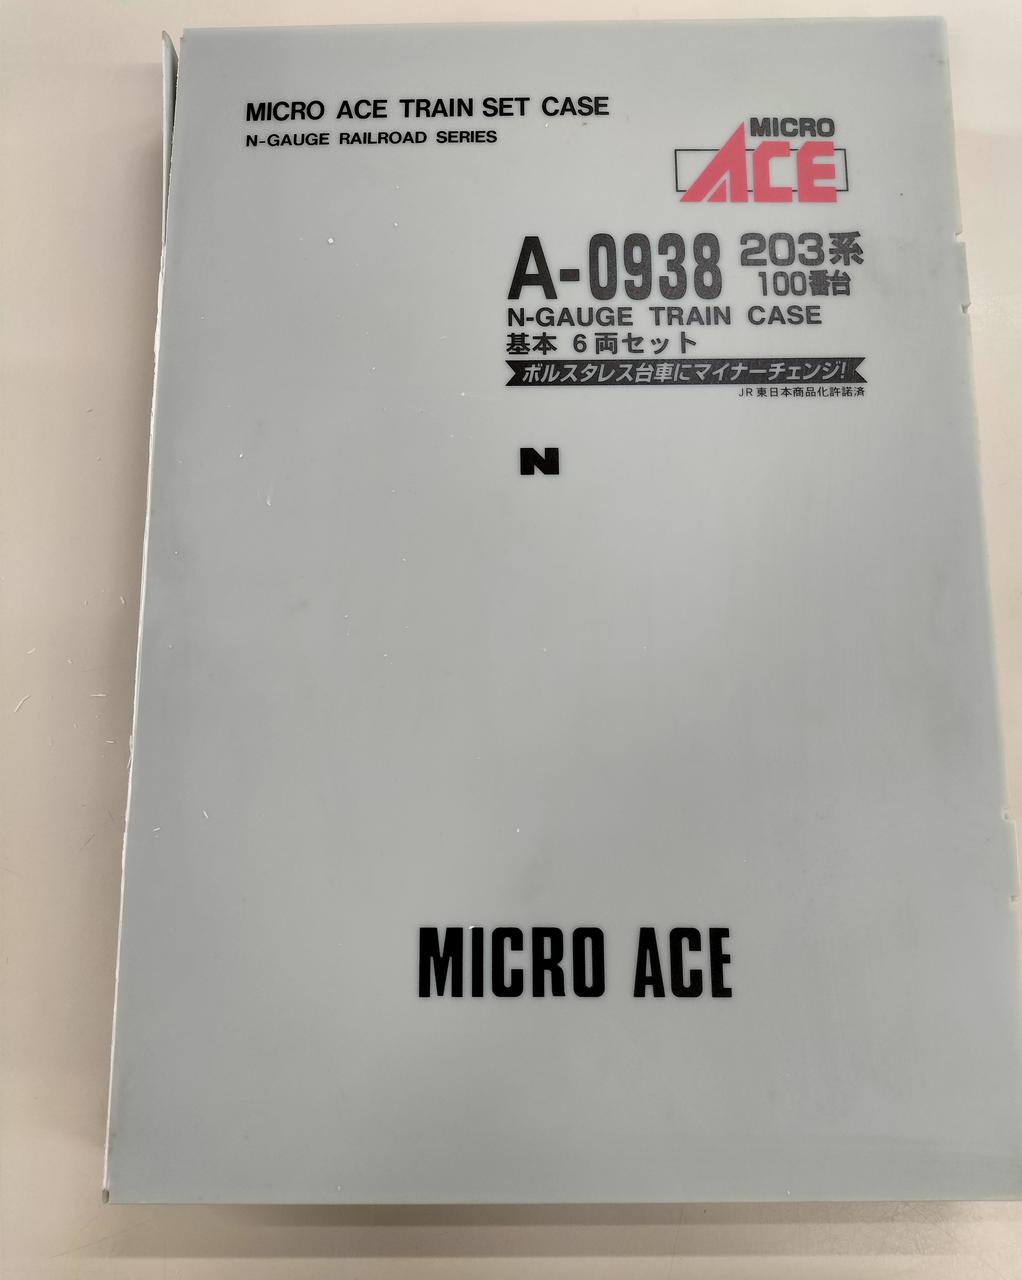 MICRO ACE TRAIN SET CASE
N-GAUGE RAILROAD SERIES
MICRO
ACE
A-0938 203系
100番台
N-GAUGE TRAIN CASE
基本 6両セット
ボルスタレス台車にマイナーチェンジ!
JR東日本商品化許諾済
N
MICRO ACE